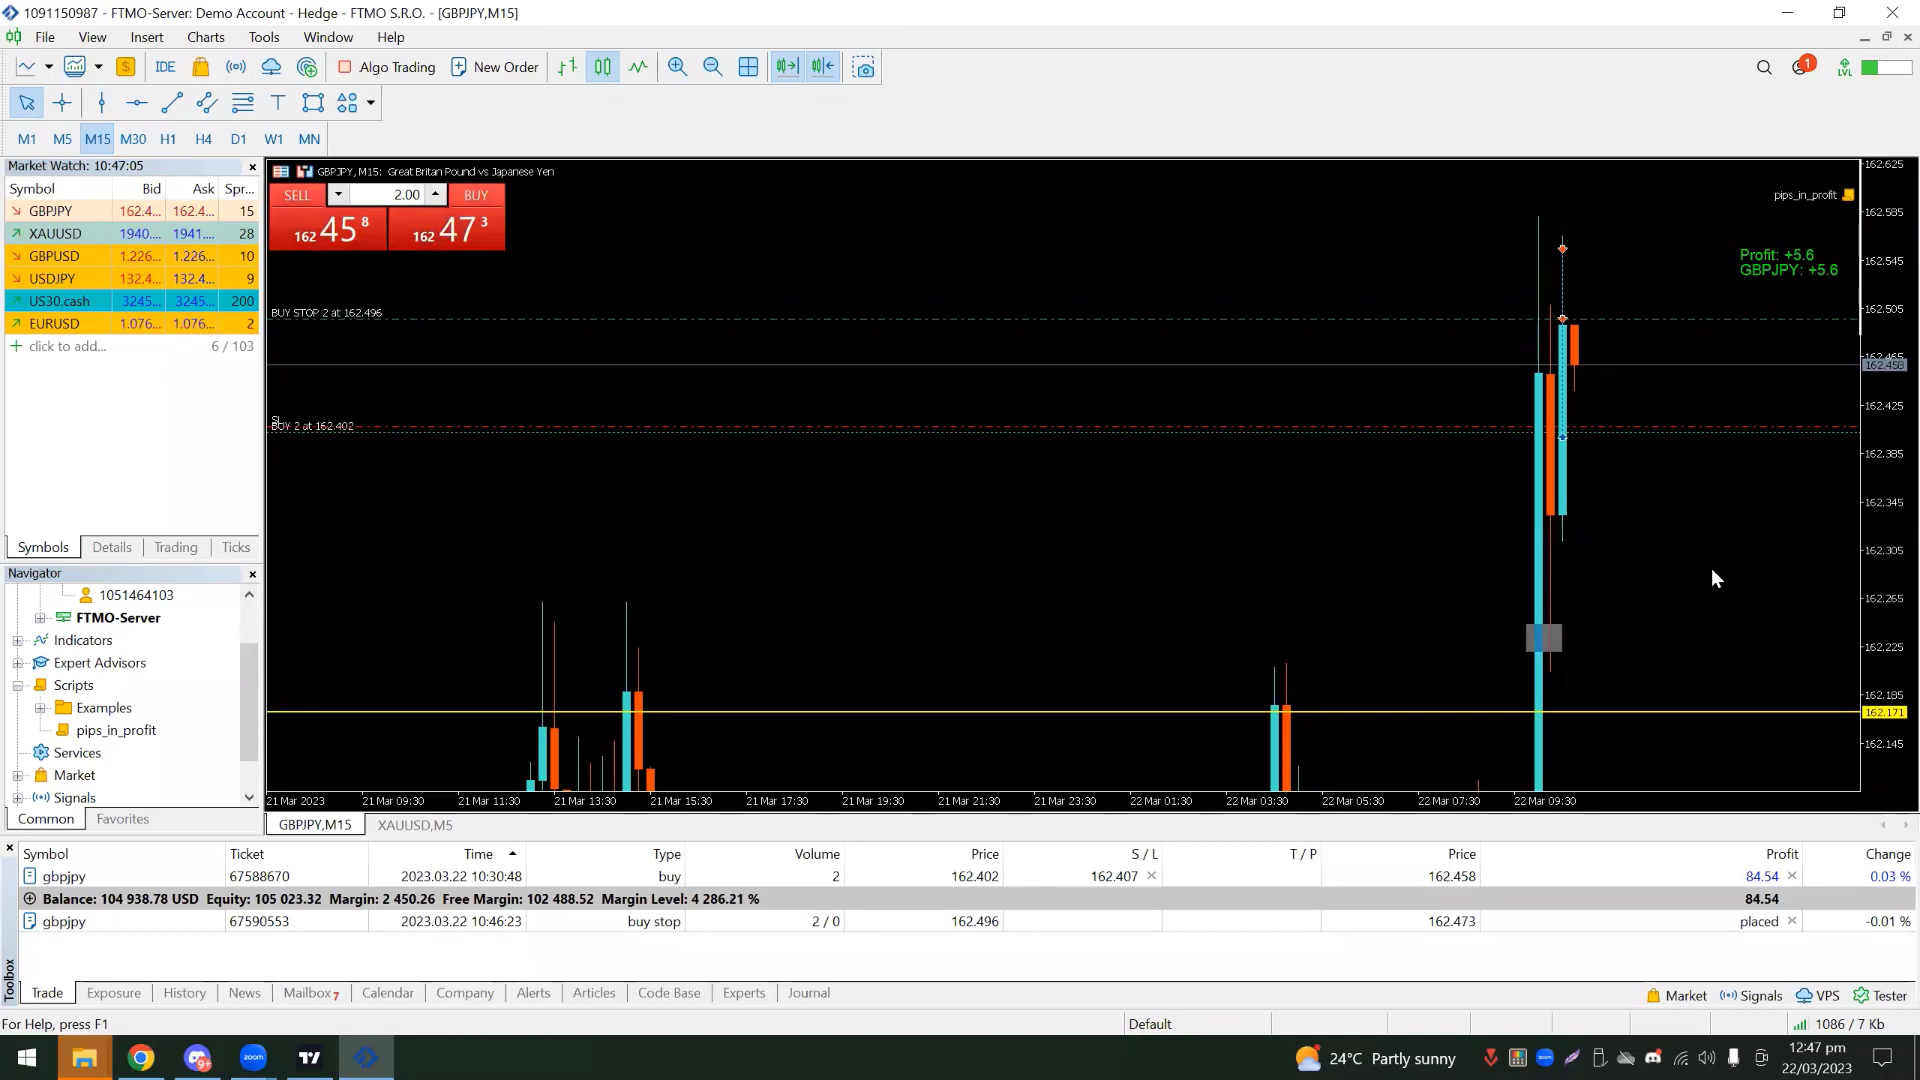 1091150987 - FTMO-Server: Demo Account - Hedge - FTMO S.R.O. - [GBPJPY,M15]
File View Insert Charts Tools Window Help
IDE Algo Trading New Order 1 LVL
M1 M5 M15 M30 H1 H4 D1 W1 MN
Market Watch: 10:47:05
Symbol Bid Ask Spr...
GBPJPY 162.4... 162.4... 15
XAUUSD 1940.... 1941.... 28
GBPUSD 1.226... 1.226... 10
USDJPY 132.4... 132.4... 9
US30.cash 3245... 3245... 200
EURUSD 1.076... 1.076... 2
click to add... 6 / 103
Symbols Details Trading Ticks
Navigator
1051464103
FTMO-Server
Indicators
Expert Advisors
Scripts
Examples
pips_in_profit
Services
Market
Signals
Common Favorites
GBPJPY, M15: Great Britan Pound vs Japanese Yen
SELL 2.00 BUY
162 45 8 162 47 3
pips_in_profit
Profit: +5.6
GBPJPY: +5.6
BUY STOP 2 at 162.496
SL
BUY 2 at 162.402
162.625
162.585
162.545
162.505
162.465
162.458
162.425
162.385
162.345
162.305
162.265
162.225
162.185
162.171
162.145
21 Mar 2023 21 Mar 09:30 21 Mar 11:30 21 Mar 13:30 21 Mar 15:30 21 Mar 17:30 21 Mar 19:30 21 Mar 21:30 21 Mar 23:30 22 Mar 01:30 22 Mar 03:30 22 Mar 05:30 22 Mar 07:30 22 Mar 09:30
GBPJPY,M15 XAUUSD,M5
Symbol Ticket Time Type Volume Price S / L T / P Price Profit Change
gbpjpy 67588670 2023.03.22 10:30:48 buy 2 162.402 162.407 162.458 84.54 0.03 %
Balance: 104 938.78 USD Equity: 105 023.32 Margin: 2 450.26 Free Margin: 102 488.52 Margin Level: 4 286.21 % 84.54
gbpjpy 67590553 2023.03.22 10:46:23 buy stop 2 / 0 162.496 162.473 placed -0.01 %
Toolbox
Trade Exposure History News Mailbox 7 Calendar Company Alerts Articles Code Base Experts Journal Market Signals VPS Tester
For Help, press F1 Default 1086 / 7 Kb
9+ zoom 24°C Partly sunny 12:47 pm
22/03/2023